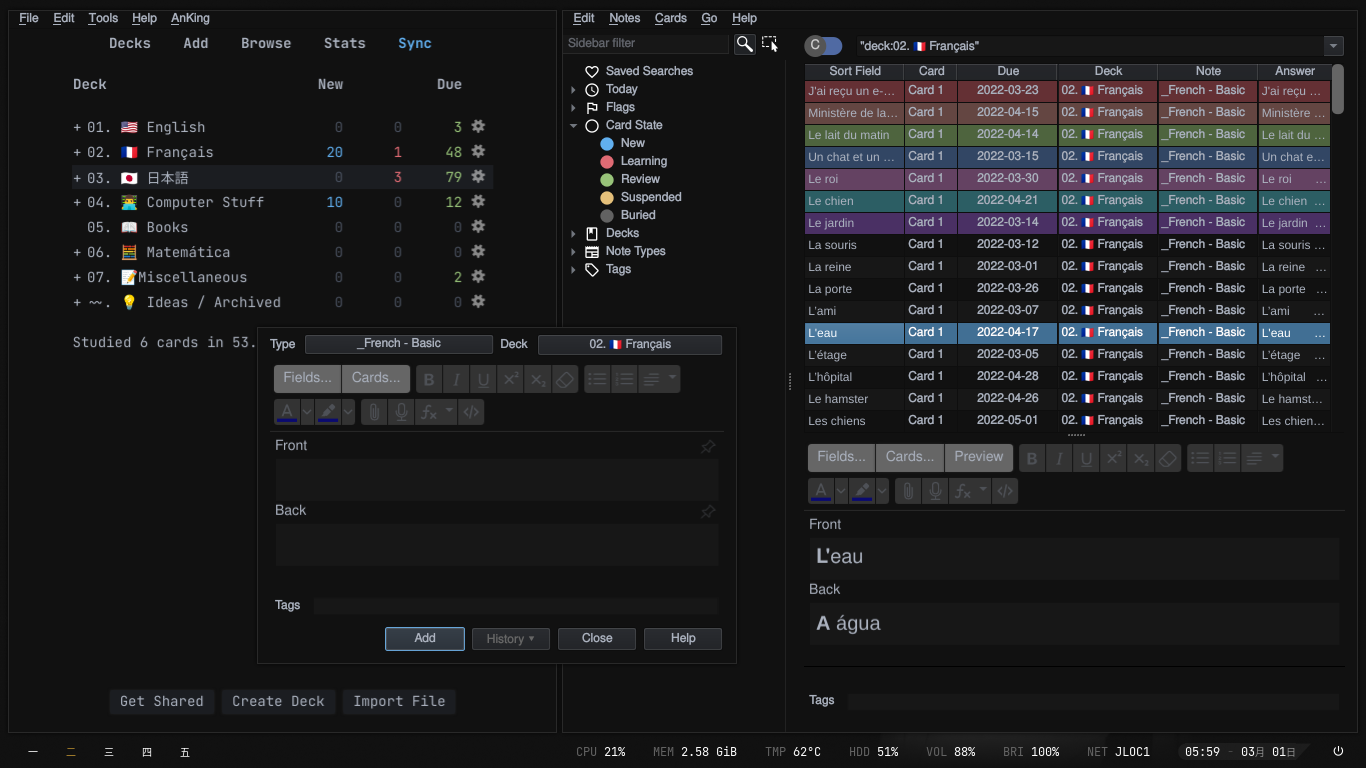 File Edit Tools Help AnKing
Decks Add Browse Stats Sync
Deck New Due
+ 01. 🇺🇸 English 0 0 3
+ 02. 🇫🇷 Français 20 1 48
+ 03. 🇯🇵 日本語 0 3 79
+ 04. 👨‍💻 Computer Stuff 10 0 12
05. 📖 Books 0 0 0
+ 06. 🧮 Matemática 0 0 0
+ 07. 📝Miscellaneous 0 0 2
+ ~~. 💡 Ideas / Archived 0 0 0
Studied 6 cards in 53.
Get Shared Create Deck Import File
Type _French - Basic Deck 02. 🇫🇷 Français
Fields... Cards... B I U x² x₂
A fx </>
Front
Back
Tags
Add History ▾ Close Help
Edit Notes Cards Go Help
Sidebar filter
Saved Searches
Today
Flags
Card State
New
Learning
Review
Suspended
Buried
Decks
Note Types
Tags
C "deck:02. 🇫🇷 Français"
Sort Field Card Due Deck Note Answer
J'ai reçu un e-… Card 1 2022-03-23 02. 🇫🇷 Français _French - Basic J'ai reçu …
Ministère de la… Card 1 2022-04-15 02. 🇫🇷 Français _French - Basic Ministère …
Le lait du matin Card 1 2022-04-14 02. 🇫🇷 Français _French - Basic Le lait du …
Un chat et un … Card 1 2022-03-15 02. 🇫🇷 Français _French - Basic Un chat e…
Le roi Card 1 2022-03-30 02. 🇫🇷 Français _French - Basic Le roi …
Le chien Card 1 2022-04-21 02. 🇫🇷 Français _French - Basic Le chien …
Le jardin Card 1 2022-03-14 02. 🇫🇷 Français _French - Basic Le jardin …
La souris Card 1 2022-03-12 02. 🇫🇷 Français _French - Basic La souris …
La reine Card 1 2022-03-01 02. 🇫🇷 Français _French - Basic La reine …
La porte Card 1 2022-03-26 02. 🇫🇷 Français _French - Basic La porte …
L'ami Card 1 2022-03-07 02. 🇫🇷 Français _French - Basic L'ami …
L'eau Card 1 2022-04-17 02. 🇫🇷 Français _French - Basic L'eau …
L'étage Card 1 2022-03-05 02. 🇫🇷 Français _French - Basic L'étage …
L'hôpital Card 1 2022-04-28 02. 🇫🇷 Français _French - Basic L'hôpital …
Le hamster Card 1 2022-04-26 02. 🇫🇷 Français _French - Basic Le hamst…
Les chiens Card 1 2022-05-01 02. 🇫🇷 Français _French - Basic Les chien…
Fields... Cards... Preview B I U x² x₂
A fx </>
Front
L'eau
Back
A água
Tags
一 二 三 四 五 CPU 21% MEM 2.58 GiB TMP 62°C HDD 51% VOL 88% BRI 100% NET JLOC1 05:59 - 03月 01日